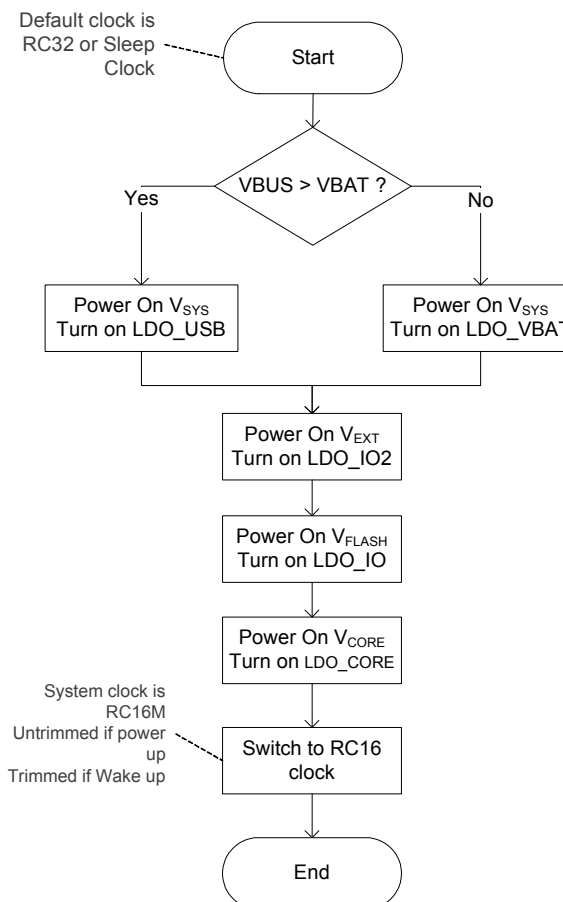 Default clock is
RC32 or Sleep
Clock
Start
VBUS > VBAT ?
Yes
No
Power On VSYS
Turn on LDO_USB
Power On VSYS
Turn on LDO_VBAT
Power On VEXT
Turn on LDO_IO2
Power On VFLASH
Turn on LDO_IO
Power On VCORE
Turn on LDO_CORE
System clock is
RC16M
Untrimmed if power
up
Trimmed if Wake up
Switch to RC16
clock
End